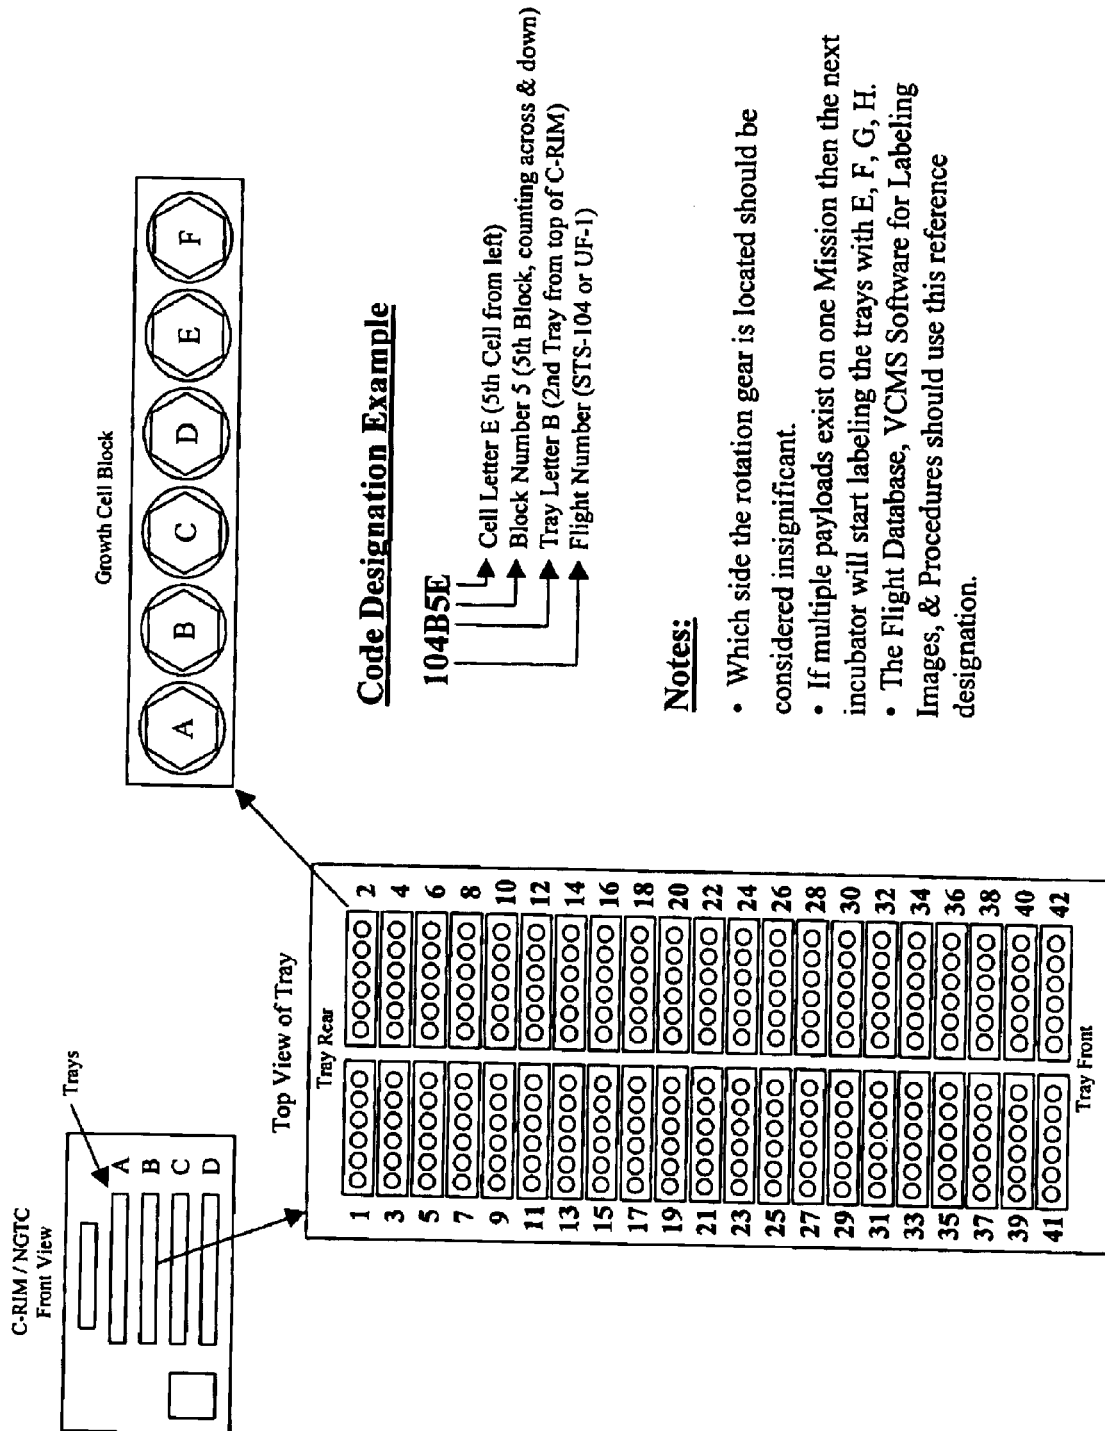 C-RIM / NGTC
Front View
Trays
A
B
C
D
Top View of Tray
Tray Rear
1 2
3 4
5 6
7 8
9 10
11 12
13 14
15 16
17 18
19 20
21 22
23 24
25 26
27 28
29 30
31 32
33 34
35 36
37 38
39 40
41 42
Tray Front
Growth Cell Block
A B C D E F
Code Designation Example
104B5E
Cell Letter E (5th Cell from left)
Block Number 5 (5th Block, counting across & down)
Tray Letter B (2nd Tray from top of C-RIM)
Flight Number (STS-104 or UF-1)
Notes:
• Which side the rotation gear is located should be
considered insignificant.
• If multiple payloads exist on one Mission then the next
incubator will start labeling the trays with E, F, G, H.
• The Flight Database, VCMS Software for Labeling
Images, & Procedures should use this reference
designation.